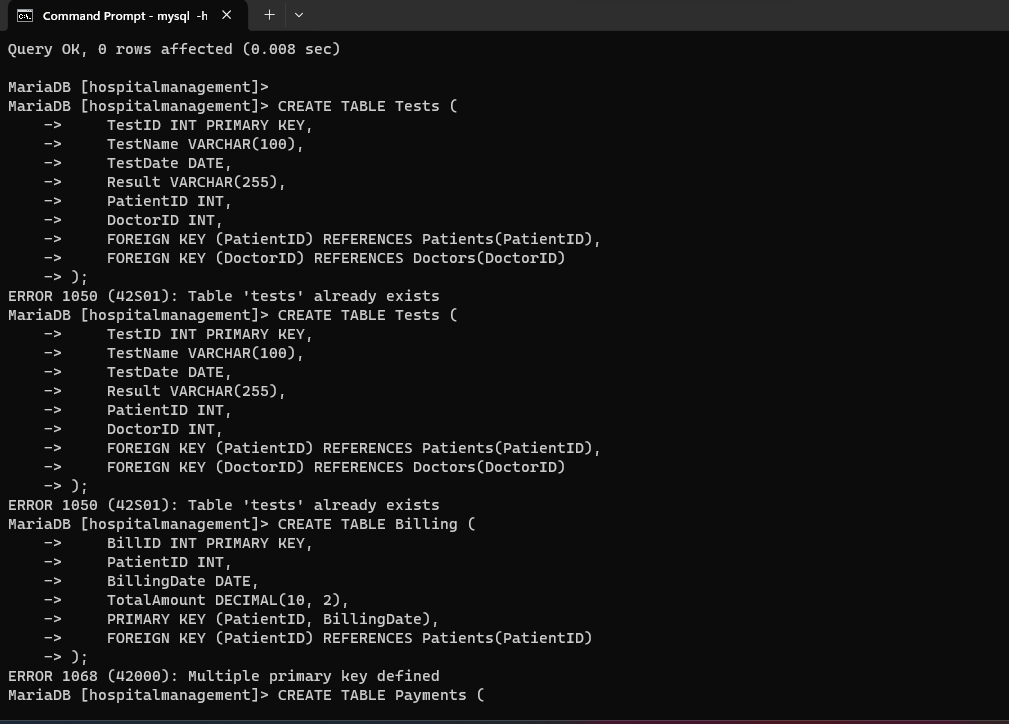 Command Prompt - mysql -h
Query OK, 0 rows affected (0.008 sec)
MariaDB [hospitalmanagement]>
MariaDB [hospitalmanagement]> CREATE TABLE Tests (
    ->     TestID INT PRIMARY KEY,
    ->     TestName VARCHAR(100),
    ->     TestDate DATE,
    ->     Result VARCHAR(255),
    ->     PatientID INT,
    ->     DoctorID INT,
    ->     FOREIGN KEY (PatientID) REFERENCES Patients(PatientID),
    ->     FOREIGN KEY (DoctorID) REFERENCES Doctors(DoctorID)
    -> );
ERROR 1050 (42S01): Table 'tests' already exists
MariaDB [hospitalmanagement]> CREATE TABLE Tests (
    ->     TestID INT PRIMARY KEY,
    ->     TestName VARCHAR(100),
    ->     TestDate DATE,
    ->     Result VARCHAR(255),
    ->     PatientID INT,
    ->     DoctorID INT,
    ->     FOREIGN KEY (PatientID) REFERENCES Patients(PatientID),
    ->     FOREIGN KEY (DoctorID) REFERENCES Doctors(DoctorID)
    -> );
ERROR 1050 (42S01): Table 'tests' already exists
MariaDB [hospitalmanagement]> CREATE TABLE Billing (
    ->     BillID INT PRIMARY KEY,
    ->     PatientID INT,
    ->     BillingDate DATE,
    ->     TotalAmount DECIMAL(10, 2),
    ->     PRIMARY KEY (PatientID, BillingDate),
    ->     FOREIGN KEY (PatientID) REFERENCES Patients(PatientID)
    -> );
ERROR 1068 (42000): Multiple primary key defined
MariaDB [hospitalmanagement]> CREATE TABLE Payments (